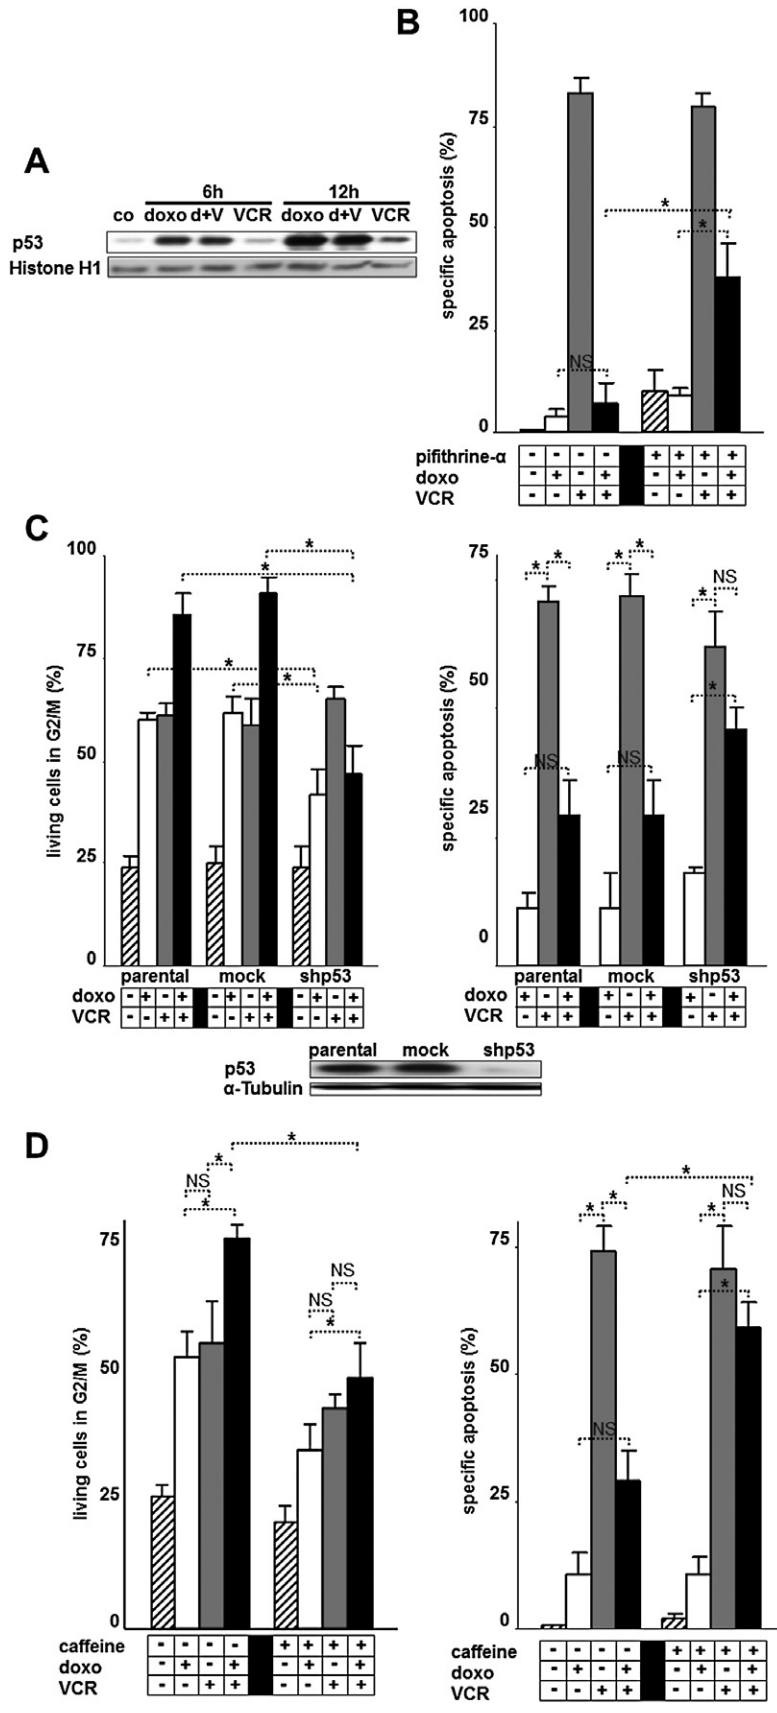 A
6h 12h
co doxo d+V VCR doxo d+V VCR
p53
Histone H1
B
specific apoptosis (%)
100
75
50
25
0
*
*
NS
pifithrine-α - - - - + + + +
doxo - + - + - + - +
VCR - - + + - - + +
C
living cells in G2/M (%)
100
75
50
25
0
*
*
*
*
parental mock shp53
doxo - + - + - + - + - + - +
VCR - - + + - - + + - - + +
specific apoptosis (%)
75
50
25
0
* * * * * NS
*
NS NS
parental mock shp53
doxo + - + + - + + - +
VCR - + + - + + - + +
parental mock shp53
p53
α-Tubulin
D
living cells in G2/M (%)
75
50
25
0
*
*
NS
*
NS
NS
*
caffeine - - - - + + + +
doxo - + - + - + - +
VCR - - + + - - + +
specific apoptosis (%)
75
50
25
0
*
* * * NS
*
NS
caffeine - - - - + + + +
doxo - + - + - + - +
VCR - - + + - - + +